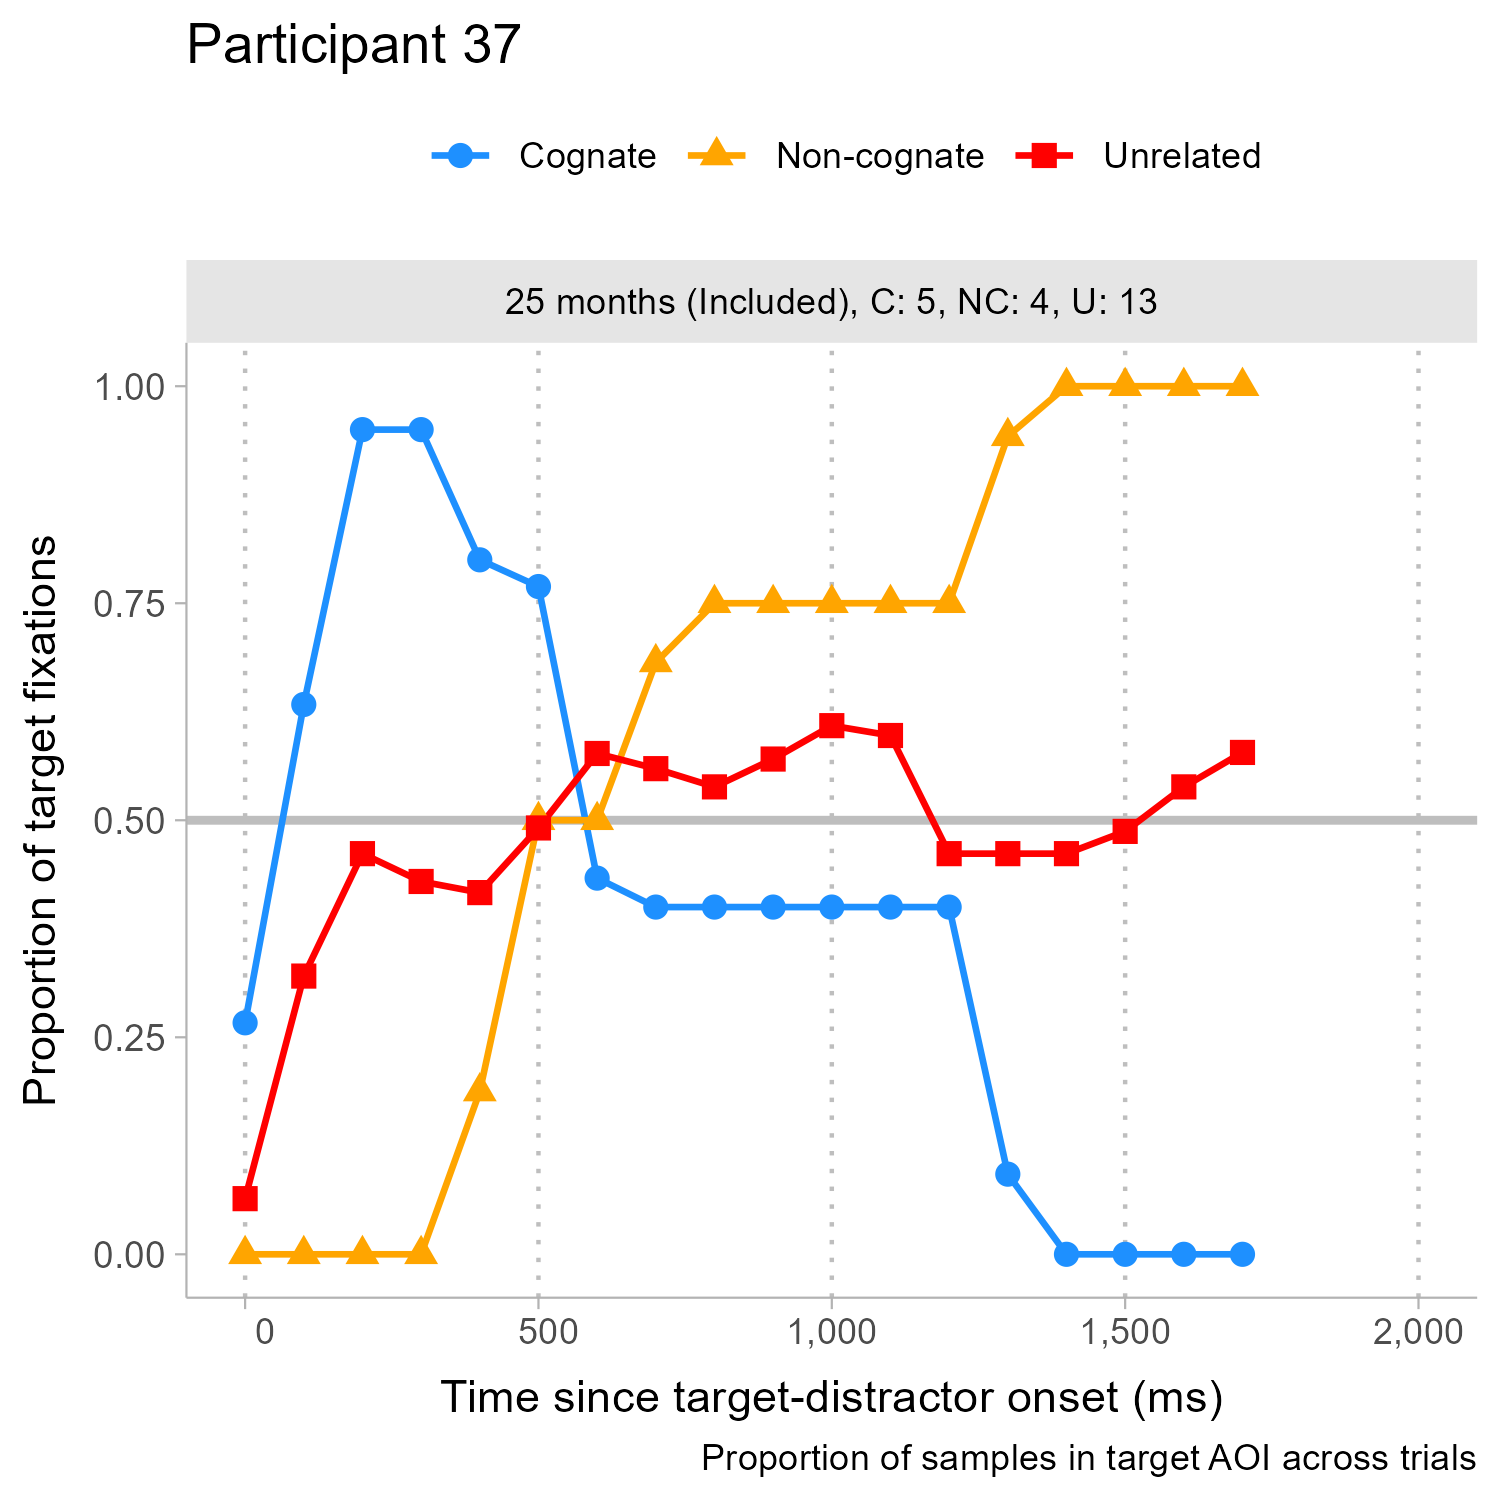 Participant 37
Cognate Non-cognate Unrelated
25 months (Included), C: 5, NC: 4, U: 13
1.00
0.75
0.50
0.25
0.00
Proportion of target fixations
0 500 1,000 1,500 2,000
Time since target-distractor onset (ms)
Proportion of samples in target AOI across trials